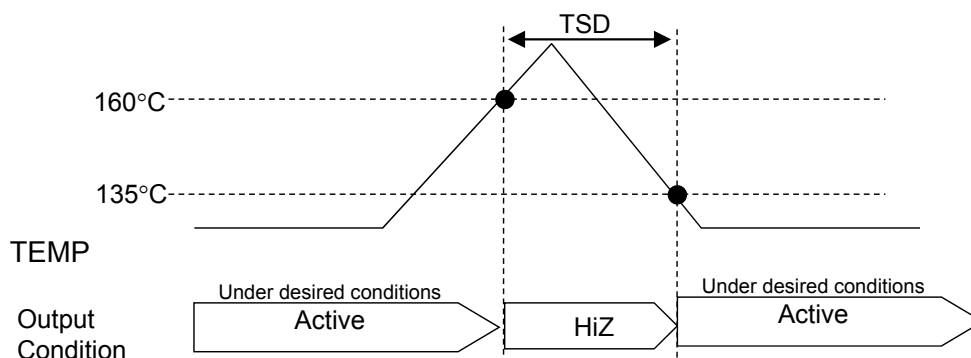 TSD
160°C
135°C
TEMP
Output
Condition
Under desired conditions
Active
HiZ
Under desired conditions
Active